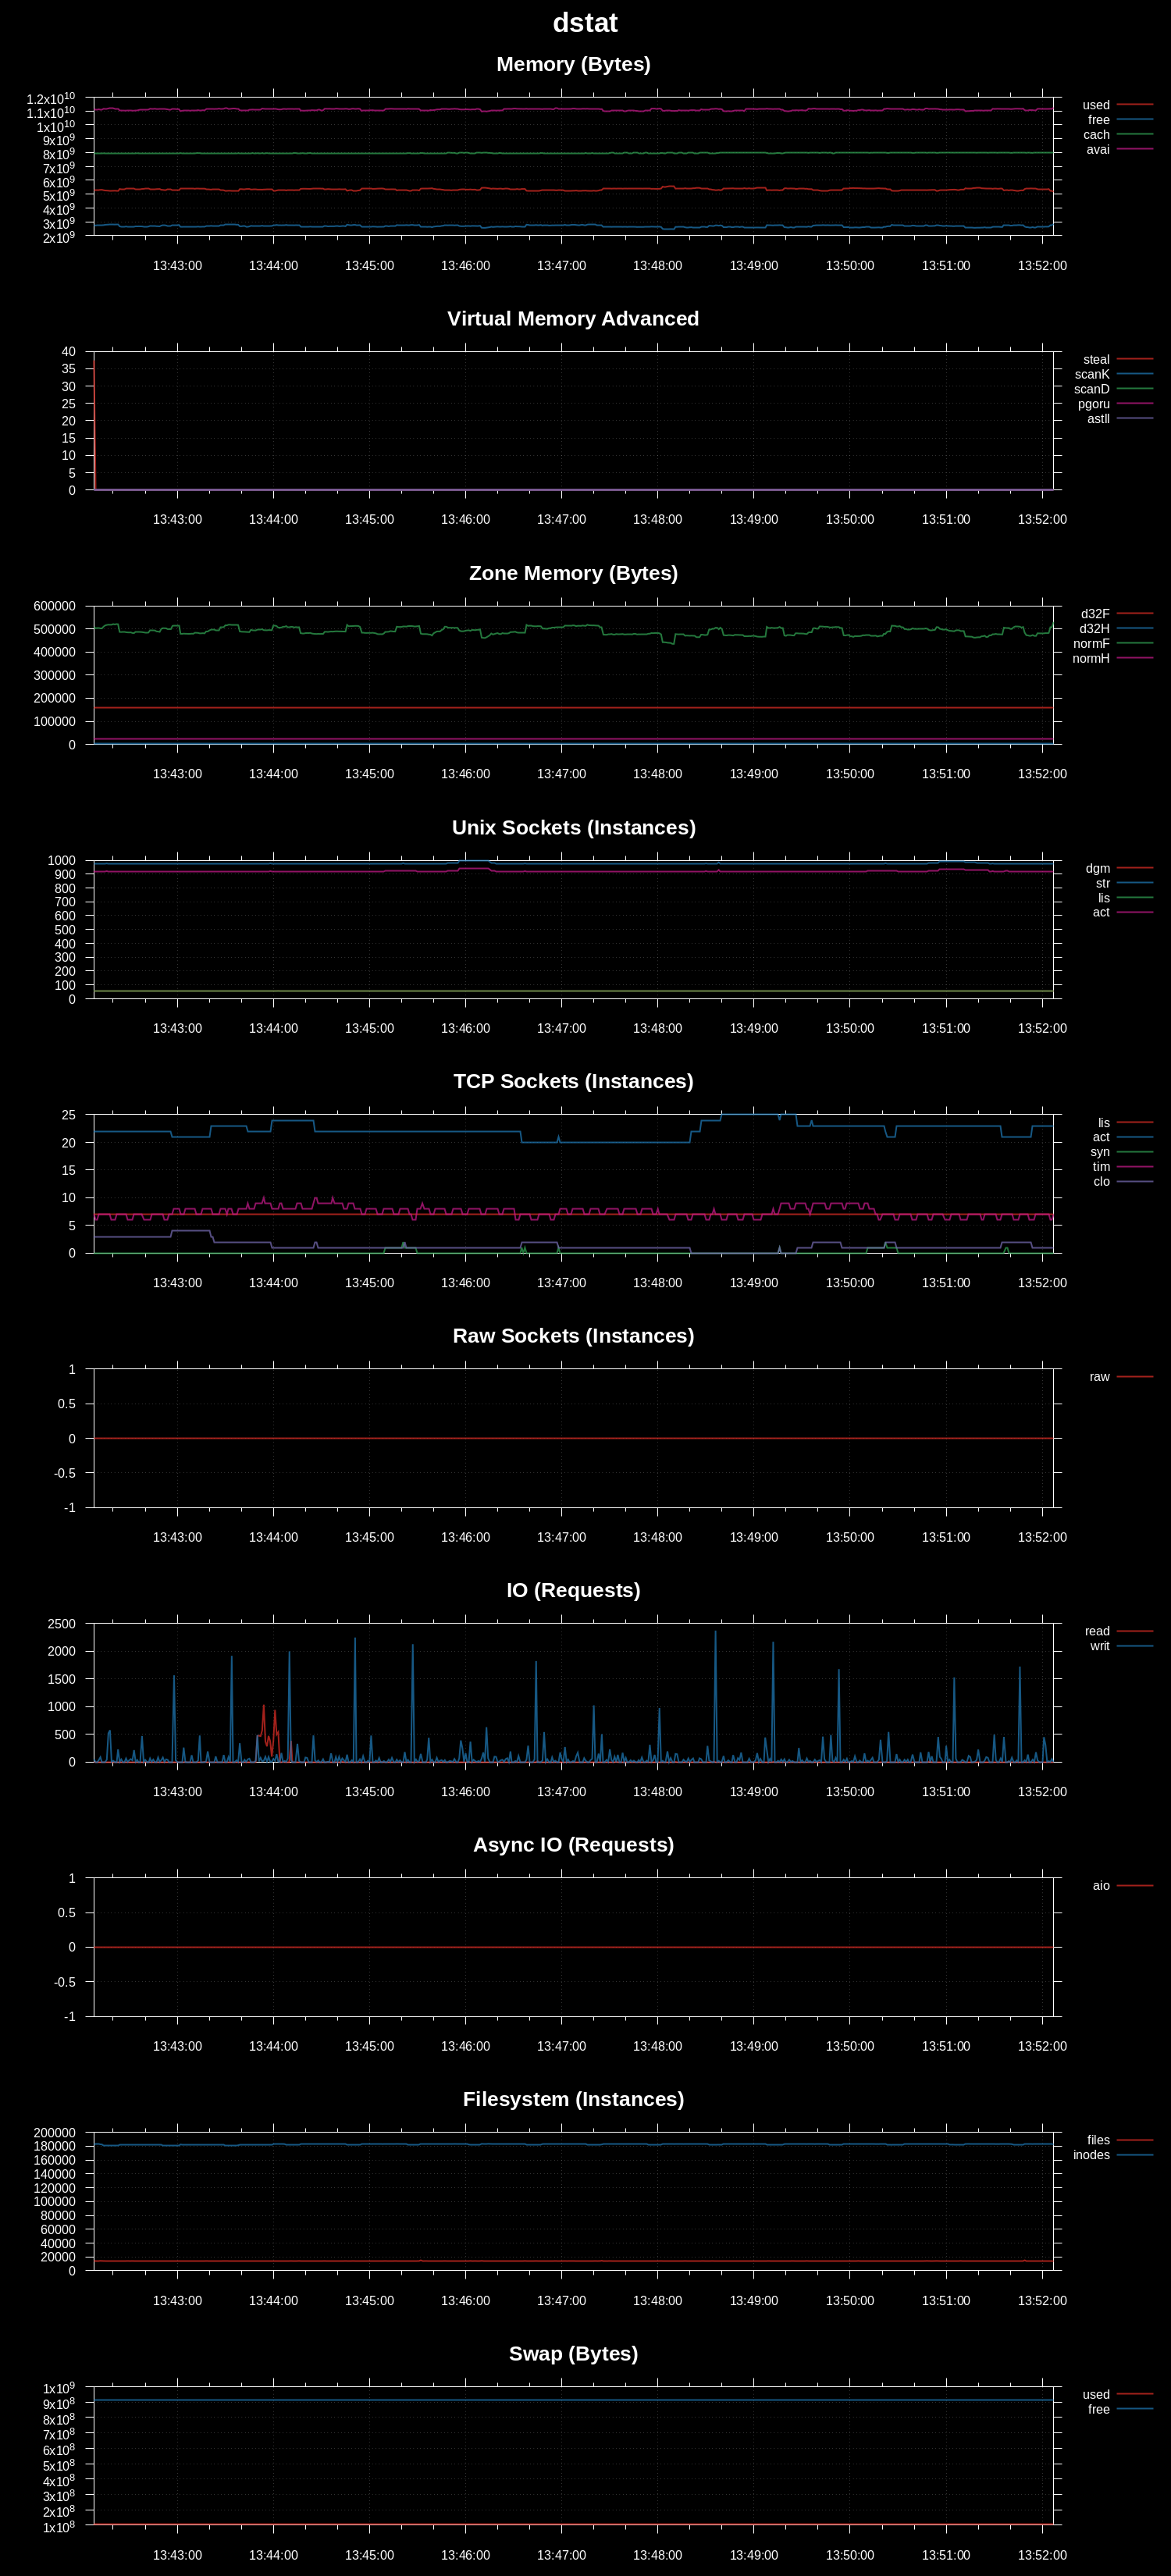 dstat
Memory (Bytes)
1.2x10^10
1.1x10^10
1x10^10
9x10^9
8x10^9
7x10^9
6x10^9
5x10^9
4x10^9
3x10^9
2x10^9
13:43:00 13:44:00 13:45:00 13:46:00 13:47:00 13:48:00 13:49:00 13:50:00 13:51:00 13:52:00
used
free
cach
avai
Virtual Memory Advanced
40
35
30
25
20
15
10
5
0
13:43:00 13:44:00 13:45:00 13:46:00 13:47:00 13:48:00 13:49:00 13:50:00 13:51:00 13:52:00
steal
scanK
scanD
pgoru
astll
Zone Memory (Bytes)
600000
500000
400000
300000
200000
100000
0
13:43:00 13:44:00 13:45:00 13:46:00 13:47:00 13:48:00 13:49:00 13:50:00 13:51:00 13:52:00
d32F
d32H
normF
normH
Unix Sockets (Instances)
1000
900
800
700
600
500
400
300
200
100
0
13:43:00 13:44:00 13:45:00 13:46:00 13:47:00 13:48:00 13:49:00 13:50:00 13:51:00 13:52:00
dgm
str
lis
act
TCP Sockets (Instances)
25
20
15
10
5
0
13:43:00 13:44:00 13:45:00 13:46:00 13:47:00 13:48:00 13:49:00 13:50:00 13:51:00 13:52:00
lis
act
syn
tim
clo
Raw Sockets (Instances)
1
0.5
0
-0.5
-1
13:43:00 13:44:00 13:45:00 13:46:00 13:47:00 13:48:00 13:49:00 13:50:00 13:51:00 13:52:00
raw
IO (Requests)
2500
2000
1500
1000
500
0
13:43:00 13:44:00 13:45:00 13:46:00 13:47:00 13:48:00 13:49:00 13:50:00 13:51:00 13:52:00
read
writ
Async IO (Requests)
1
0.5
0
-0.5
-1
13:43:00 13:44:00 13:45:00 13:46:00 13:47:00 13:48:00 13:49:00 13:50:00 13:51:00 13:52:00
aio
Filesystem (Instances)
200000
180000
160000
140000
120000
100000
80000
60000
40000
20000
0
13:43:00 13:44:00 13:45:00 13:46:00 13:47:00 13:48:00 13:49:00 13:50:00 13:51:00 13:52:00
files
inodes
Swap (Bytes)
1x10^9
9x10^8
8x10^8
7x10^8
6x10^8
5x10^8
4x10^8
3x10^8
2x10^8
1x10^8
13:43:00 13:44:00 13:45:00 13:46:00 13:47:00 13:48:00 13:49:00 13:50:00 13:51:00 13:52:00
used
free